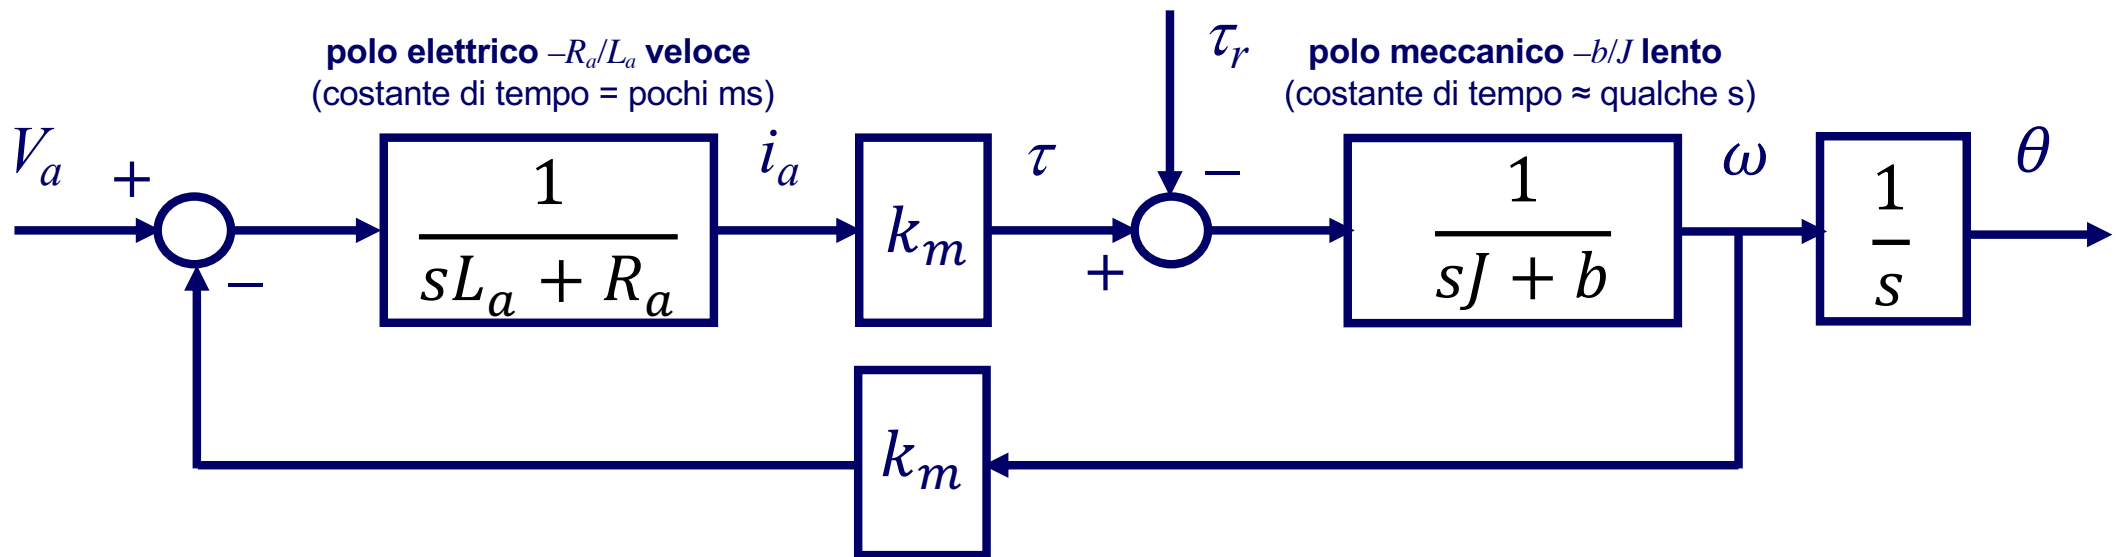 polo elettrico –Rₐ/Lₐ veloce
(costante di tempo = pochi ms)
τᵣ
polo meccanico –b/J lento
(costante di tempo ≈ qualche s)
Vₐ
+
–
1
sLₐ + Rₐ
iₐ
kₘ
τ
+
–
1
sJ + b
ω
1
s
θ
kₘ